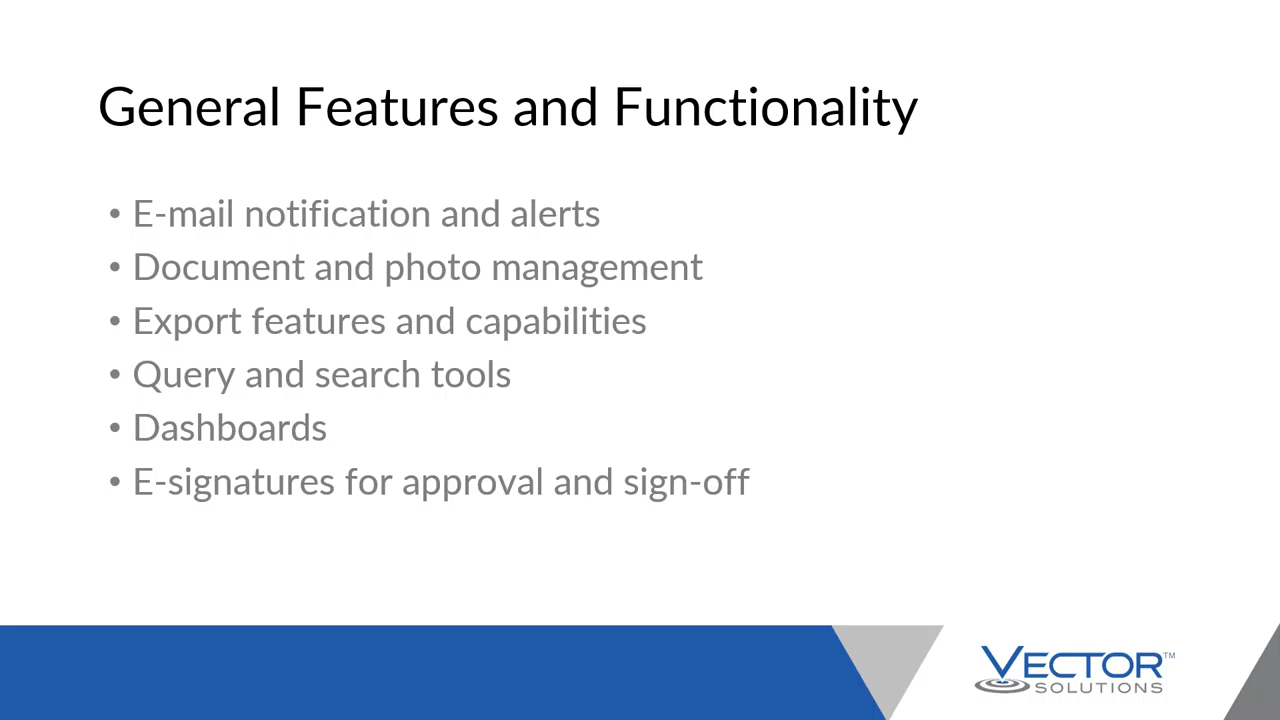 General Features and Functionality
• E-mail notification and alerts
• Document and photo management
• Export features and capabilities
• Query and search tools
• Dashboards
• E-signatures for approval and sign-off
VECTOR™
SOLUTIONS